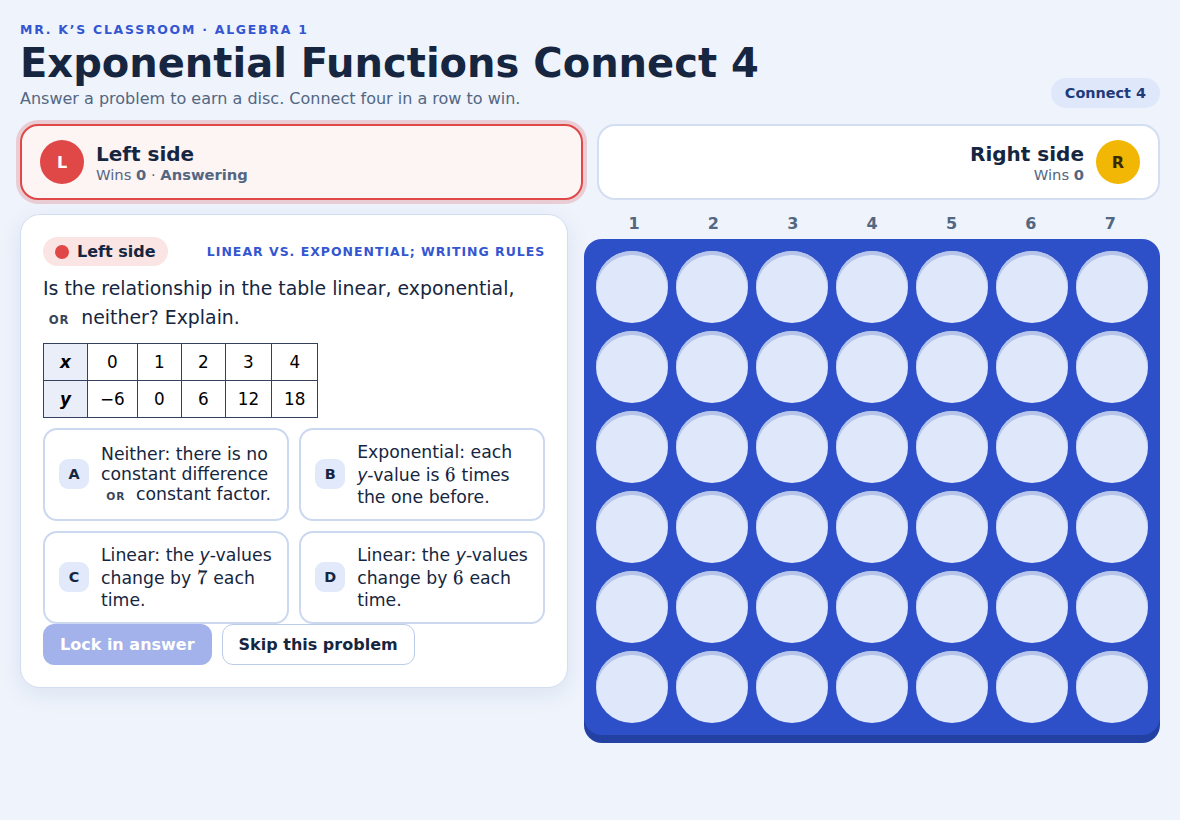 MR. K’S CLASSROOM · ALGEBRA 1
Exponential Functions Connect 4
Answer a problem to earn a disc. Connect four in a row to win.
Connect 4
L
Left side
Wins 0 · Answering
Right side
Wins 0
R
Left side
LINEAR VS. EXPONENTIAL; WRITING RULES
Is the relationship in the table linear, exponential,
OR neither? Explain.
x 0 1 2 3 4
y −6 0 6 12 18
A
Neither: there is no
constant difference
OR constant factor.
B
Exponential: each
y-value is 6 times
the one before.
C
Linear: the y-values
change by 7 each
time.
D
Linear: the y-values
change by 6 each
time.
Lock in answer
Skip this problem
1 2 3 4 5 6 7